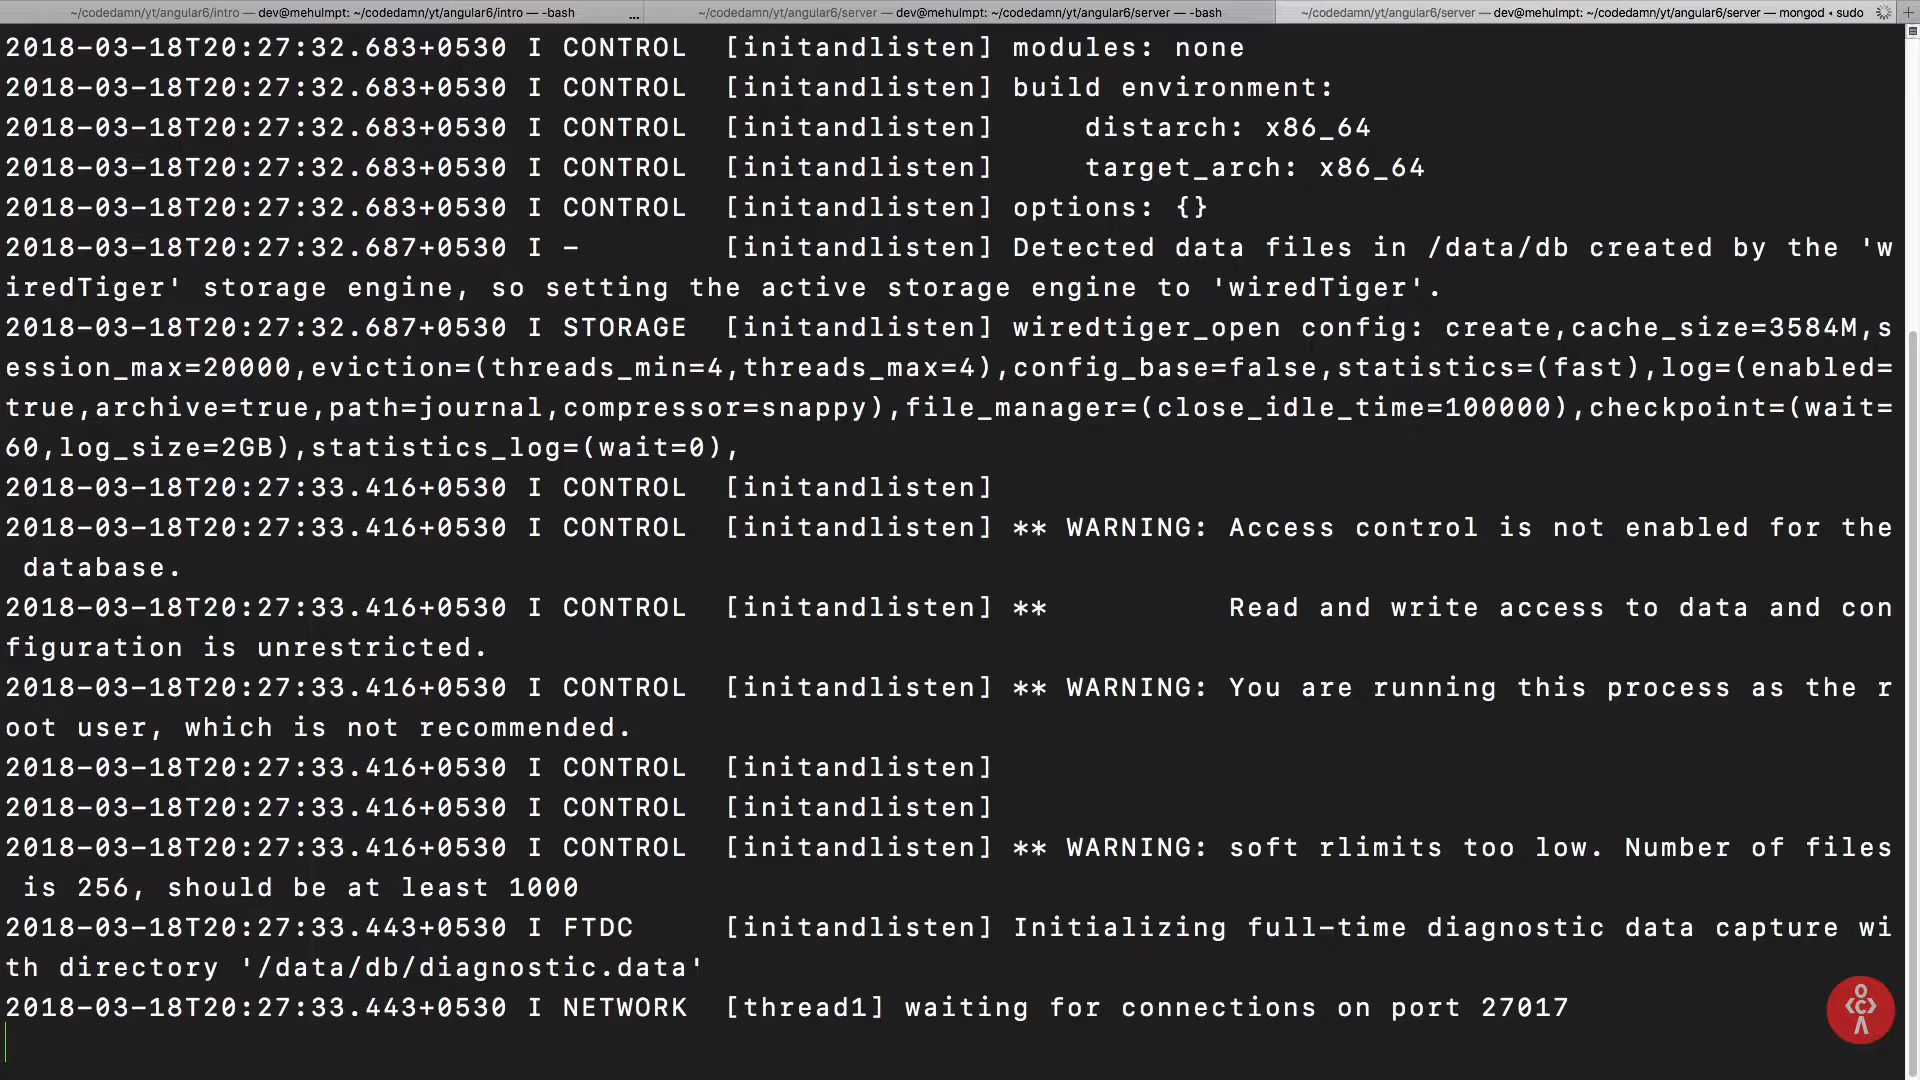 ~/codedamn/yt/angular6/intro — dev@mehulmpt: ~/codedamn/yt/angular6/intro — -bash ... ~/codedamn/yt/angular6/server — dev@mehulmpt: ~/codedamn/yt/angular6/server — -bash ~/codedamn/yt/angular6/server — dev@mehulmpt: ~/codedamn/yt/angular6/server — mongod ◂ sudo +
2018-03-18T20:27:32.683+0530 I CONTROL  [initandlisten] modules: none
2018-03-18T20:27:32.683+0530 I CONTROL  [initandlisten] build environment:
2018-03-18T20:27:32.683+0530 I CONTROL  [initandlisten]     distarch: x86_64
2018-03-18T20:27:32.683+0530 I CONTROL  [initandlisten]     target_arch: x86_64
2018-03-18T20:27:32.683+0530 I CONTROL  [initandlisten] options: {}
2018-03-18T20:27:32.687+0530 I -        [initandlisten] Detected data files in /data/db created by the 'w
iredTiger' storage engine, so setting the active storage engine to 'wiredTiger'.
2018-03-18T20:27:32.687+0530 I STORAGE  [initandlisten] wiredtiger_open config: create,cache_size=3584M,s
ession_max=20000,eviction=(threads_min=4,threads_max=4),config_base=false,statistics=(fast),log=(enabled=
true,archive=true,path=journal,compressor=snappy),file_manager=(close_idle_time=100000),checkpoint=(wait=
60,log_size=2GB),statistics_log=(wait=0),
2018-03-18T20:27:33.416+0530 I CONTROL  [initandlisten]
2018-03-18T20:27:33.416+0530 I CONTROL  [initandlisten] ** WARNING: Access control is not enabled for the
 database.
2018-03-18T20:27:33.416+0530 I CONTROL  [initandlisten] **          Read and write access to data and con
figuration is unrestricted.
2018-03-18T20:27:33.416+0530 I CONTROL  [initandlisten] ** WARNING: You are running this process as the r
oot user, which is not recommended.
2018-03-18T20:27:33.416+0530 I CONTROL  [initandlisten]
2018-03-18T20:27:33.416+0530 I CONTROL  [initandlisten]
2018-03-18T20:27:33.416+0530 I CONTROL  [initandlisten] ** WARNING: soft rlimits too low. Number of files
 is 256, should be at least 1000
2018-03-18T20:27:33.443+0530 I FTDC     [initandlisten] Initializing full-time diagnostic data capture wi
th directory '/data/db/diagnostic.data'
2018-03-18T20:27:33.443+0530 I NETWORK  [thread1] waiting for connections on port 27017